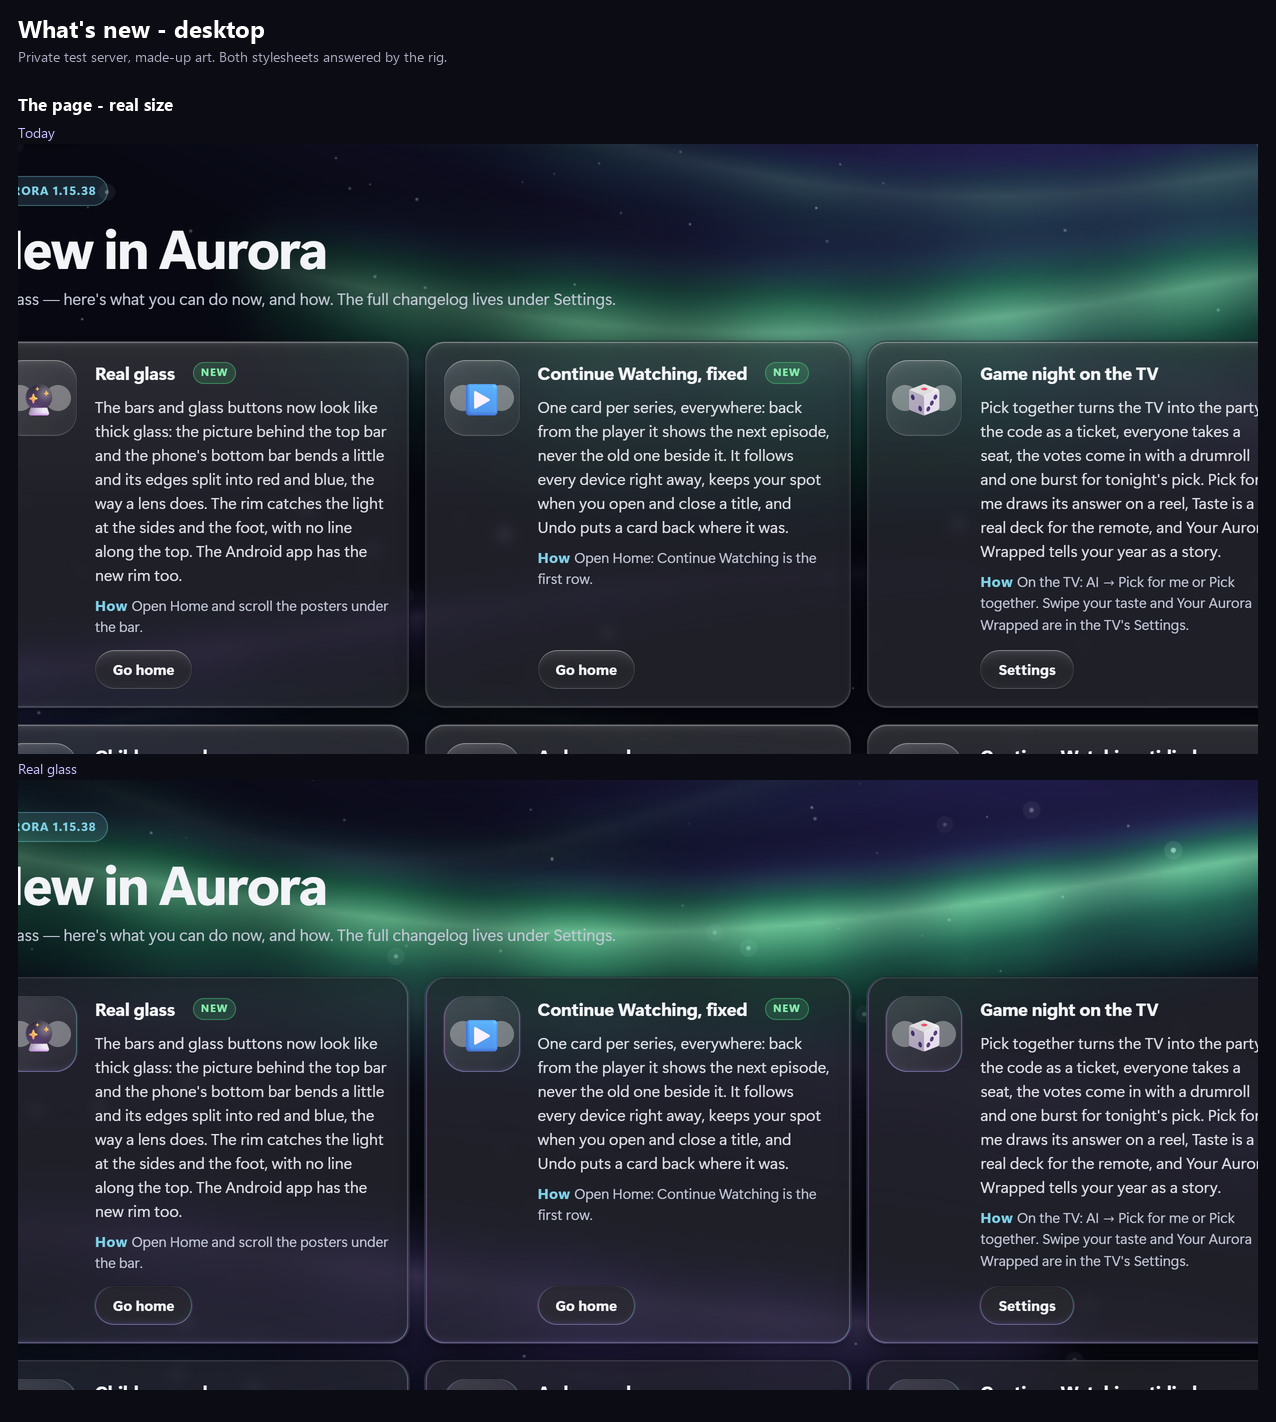 What's new - desktop
Private test server, made-up art. Both stylesheets answered by the rig.
The page - real size
Today
RORA 1.15.38
ew in Aurora
ass — here's what you can do now, and how. The full changelog lives under Settings.
Real glass NEW
The bars and glass buttons now look like
thick glass: the picture behind the top bar
and the phone's bottom bar bends a little
and its edges split into red and blue, the
way a lens does. The rim catches the light
at the sides and the foot, with no line
along the top. The Android app has the
new rim too.
How Open Home and scroll the posters under
the bar.
Go home
Continue Watching, fixed NEW
One card per series, everywhere: back
from the player it shows the next episode,
never the old one beside it. It follows
every device right away, keeps your spot
when you open and close a title, and
Undo puts a card back where it was.
How Open Home: Continue Watching is the
first row.
Go home
Game night on the TV
Pick together turns the TV into the party
the code as a ticket, everyone takes a
seat, the votes come in with a drumroll
and one burst for tonight's pick. Pick for
me draws its answer on a reel, Taste is a
real deck for the remote, and Your Auror
Wrapped tells your year as a story.
How On the TV: AI → Pick for me or Pick
together. Swipe your taste and Your Aurora
Wrapped are in the TV's Settings.
Settings
Real glass
RORA 1.15.38
ew in Aurora
ass — here's what you can do now, and how. The full changelog lives under Settings.
Real glass NEW
The bars and glass buttons now look like
thick glass: the picture behind the top bar
and the phone's bottom bar bends a little
and its edges split into red and blue, the
way a lens does. The rim catches the light
at the sides and the foot, with no line
along the top. The Android app has the
new rim too.
How Open Home and scroll the posters under
the bar.
Go home
Continue Watching, fixed NEW
One card per series, everywhere: back
from the player it shows the next episode,
never the old one beside it. It follows
every device right away, keeps your spot
when you open and close a title, and
Undo puts a card back where it was.
How Open Home: Continue Watching is the
first row.
Go home
Game night on the TV
Pick together turns the TV into the party
the code as a ticket, everyone takes a
seat, the votes come in with a drumroll
and one burst for tonight's pick. Pick for
me draws its answer on a reel, Taste is a
real deck for the remote, and Your Auror
Wrapped tells your year as a story.
How On the TV: AI → Pick for me or Pick
together. Swipe your taste and Your Aurora
Wrapped are in the TV's Settings.
Settings